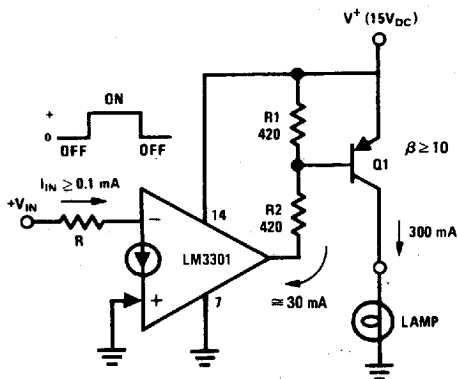 V+ (15VDC)
ON
+
0
OFF
OFF
R1
420
Q1
β ≥ 10
IIN ≥ 0.1 mA
+VIN
R
−
14
R2
420
LM3301
+
7
≅ 30 mA
300 mA
LAMP